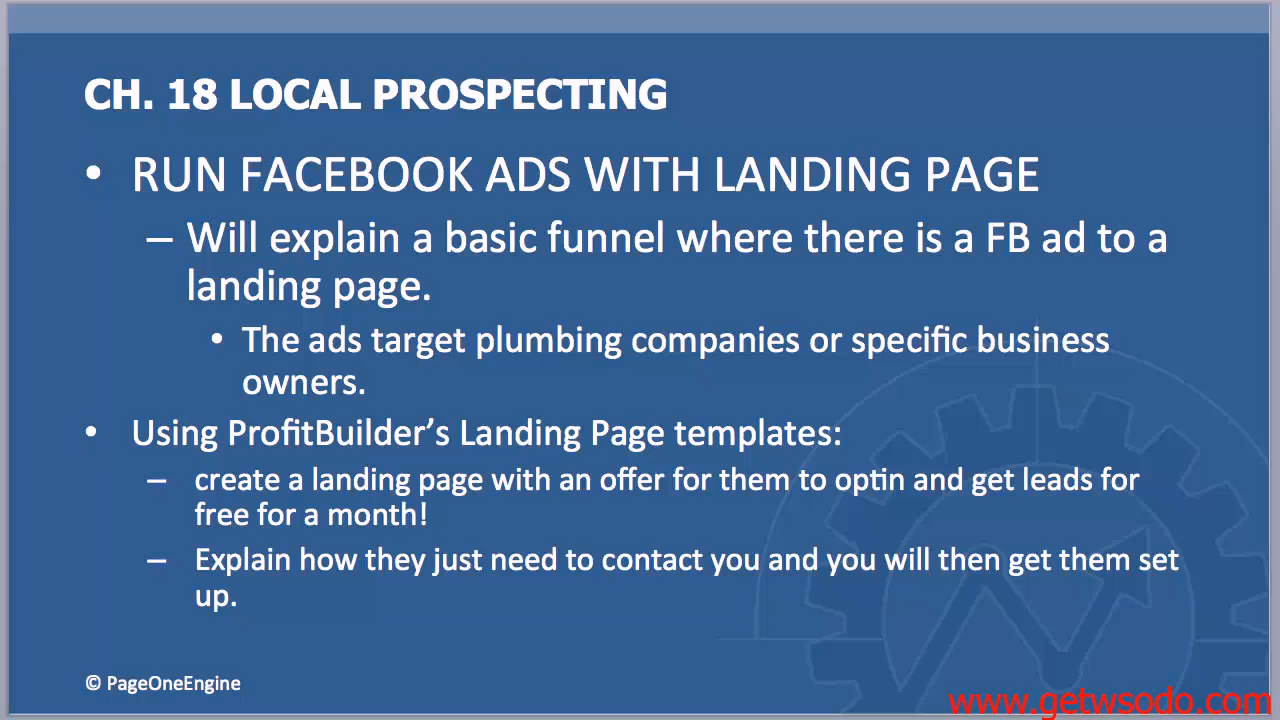 CH. 18 LOCAL PROSPECTING
• RUN FACEBOOK ADS WITH LANDING PAGE
– Will explain a basic funnel where there is a FB ad to a
landing page.
• The ads target plumbing companies or specific business
owners.
• Using ProfitBuilder’s Landing Page templates:
– create a landing page with an offer for them to optin and get leads for
free for a month!
– Explain how they just need to contact you and you will then get them set
up.
© PageOneEngine
www.getwsodo.com